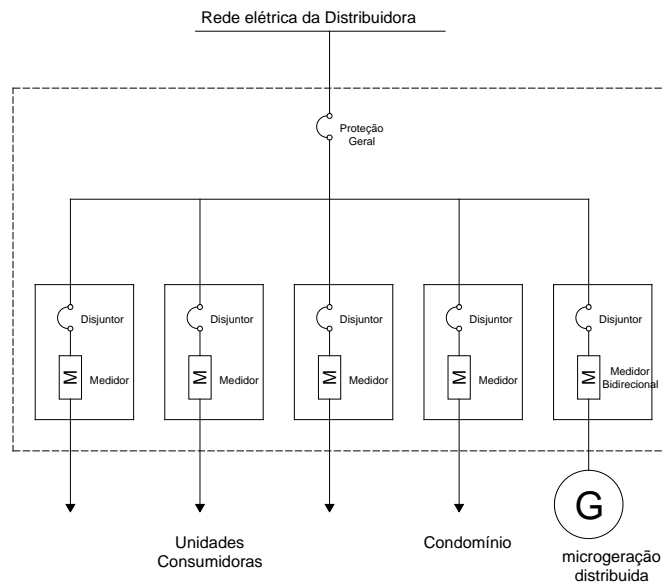 Rede elétrica da Distribuidora
Proteção
Geral
Disjuntor
Disjuntor
Disjuntor
Disjuntor
Disjuntor
M
Medidor
M
Medidor
M
Medidor
M
Medidor
M
Medidor
Bidirecional
Unidades
Consumidoras
Condomínio
G
microgeração
distribuida